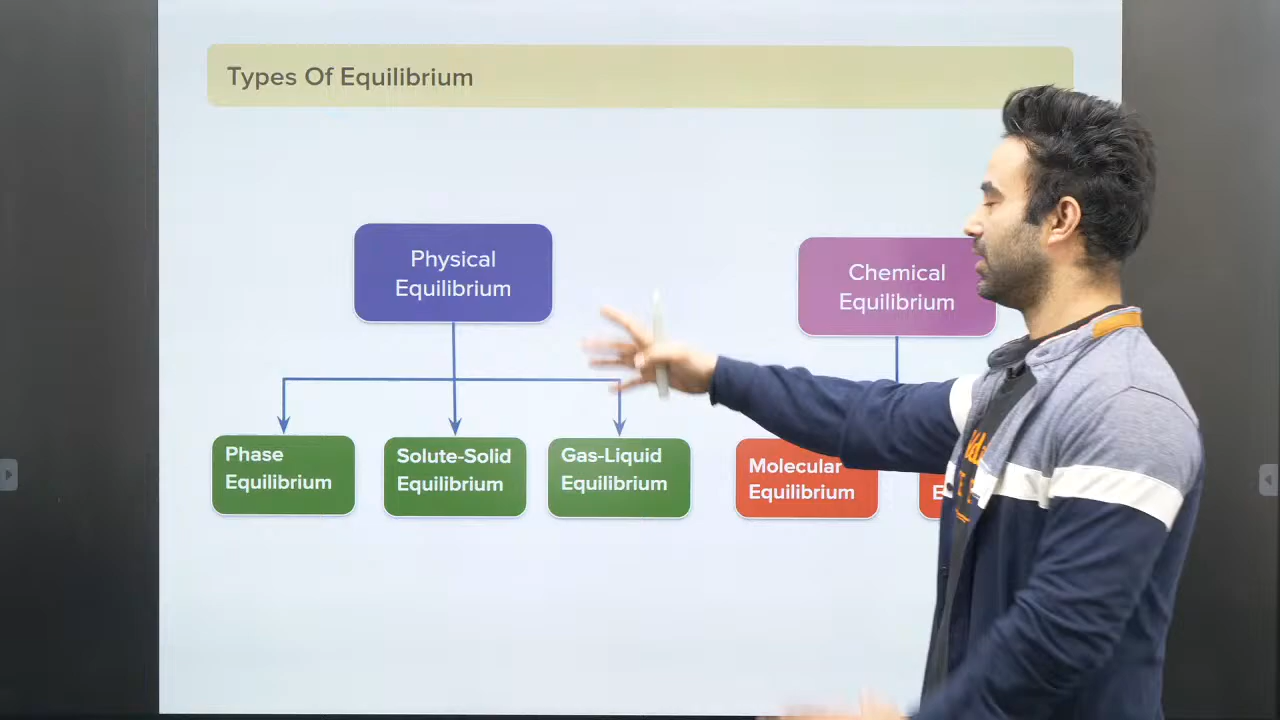 Types Of Equilibrium
Physical
Equilibrium
Chemical
Equilibrium
Phase
Equilibrium
Solute-Solid
Equilibrium
Gas-Liquid
Equilibrium
Molecular
Equilibrium